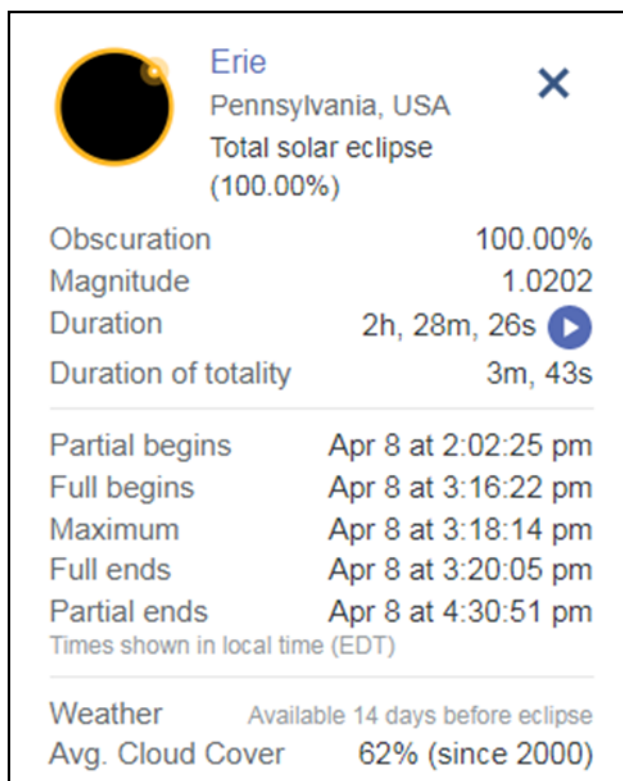 Erie
Pennsylvania, USA
Total solar eclipse
(100.00%)
Obscuration 100.00%
Magnitude 1.0202
Duration 2h, 28m, 26s
Duration of totality 3m, 43s
Partial begins Apr 8 at 2:02:25 pm
Full begins Apr 8 at 3:16:22 pm
Maximum Apr 8 at 3:18:14 pm
Full ends Apr 8 at 3:20:05 pm
Partial ends Apr 8 at 4:30:51 pm
Times shown in local time (EDT)
Weather Available 14 days before eclipse
Avg. Cloud Cover 62% (since 2000)